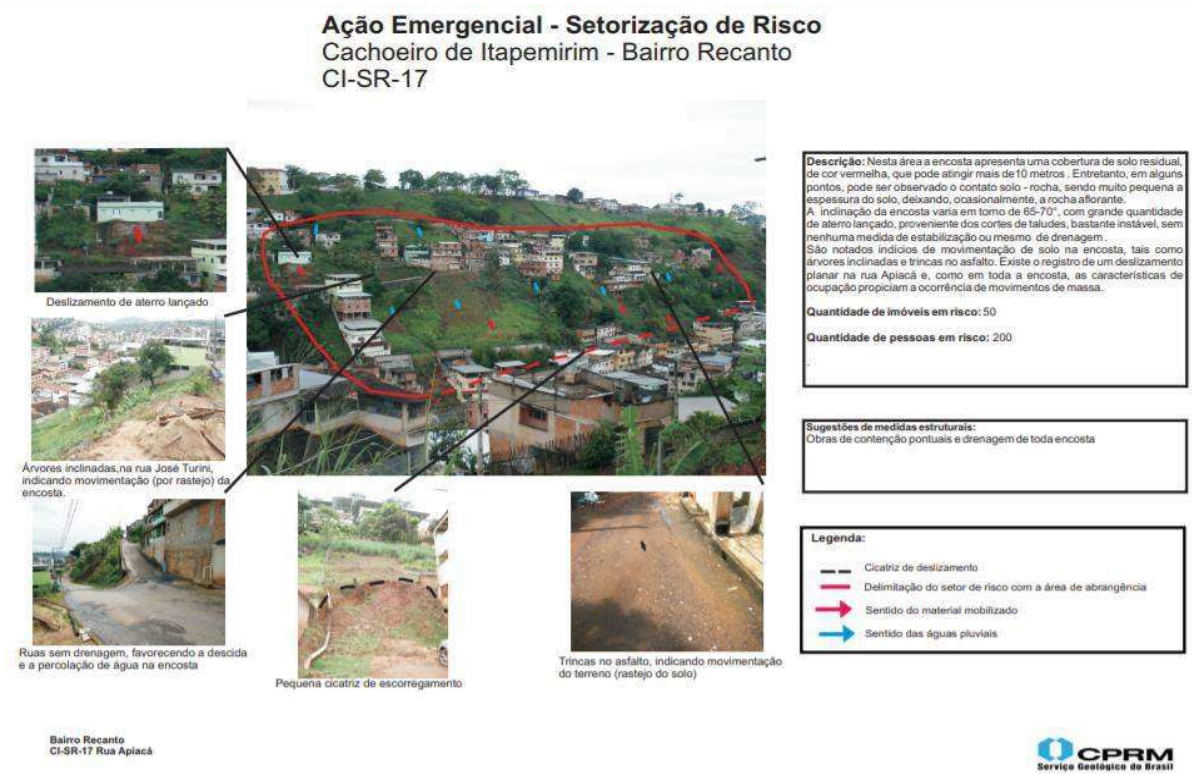 Ação Emergencial - Setorização de Risco
Cachoeiro de Itapemirim - Bairro Recanto
CI-SR-17
Deslizamento de aterro lançado
Árvores inclinadas,na rua José Turini,
indicando movimentação (por rastejo) da
encosta.
Ruas sem drenagem, favorecendo a descida
e a percolação de água na encosta
Pequena cicatriz de escorregamento
Trincas no asfalto, indicando movimentação
do terreno (rastejo do solo)
Descrição: Nesta área a encosta apresenta uma cobertura de solo residual,
de cor vermelha, que pode atingir mais de10 metros . Entretanto, em alguns
pontos, pode ser observado o contato solo - rocha, sendo muito pequena a
espessura do solo, deixando, ocasionalmente, a rocha aflorante.
A inclinação da encosta varia em torno de 65-70°, com grande quantidade
de aterro lançado, proveniente dos cortes de taludes, bastante instável, sem
nenhuma medida de estabilização ou mesmo de drenagem .
São notados indícios de movimentação de solo na encosta, tais como
árvores inclinadas e trincas no asfalto. Existe o registro de um deslizamento
planar na rua Apiacá e, como em toda a encosta, as características de
ocupação propiciam a ocorrência de movimentos de massa.
Quantidade de imóveis em risco: 50
Quantidade de pessoas em risco: 200
.
Sugestões de medidas estruturais:
Obras de contenção pontuais e drenagem de toda encosta
Legenda:
Cicatriz de deslizamento
Delimitação do setor de risco com a área de abrangência
Sentido do material mobilizado
Sentido das águas pluviais
Bairro Recanto
CI-SR-17 Rua Apiacá
CPRM
Serviço Geológico do Brasil